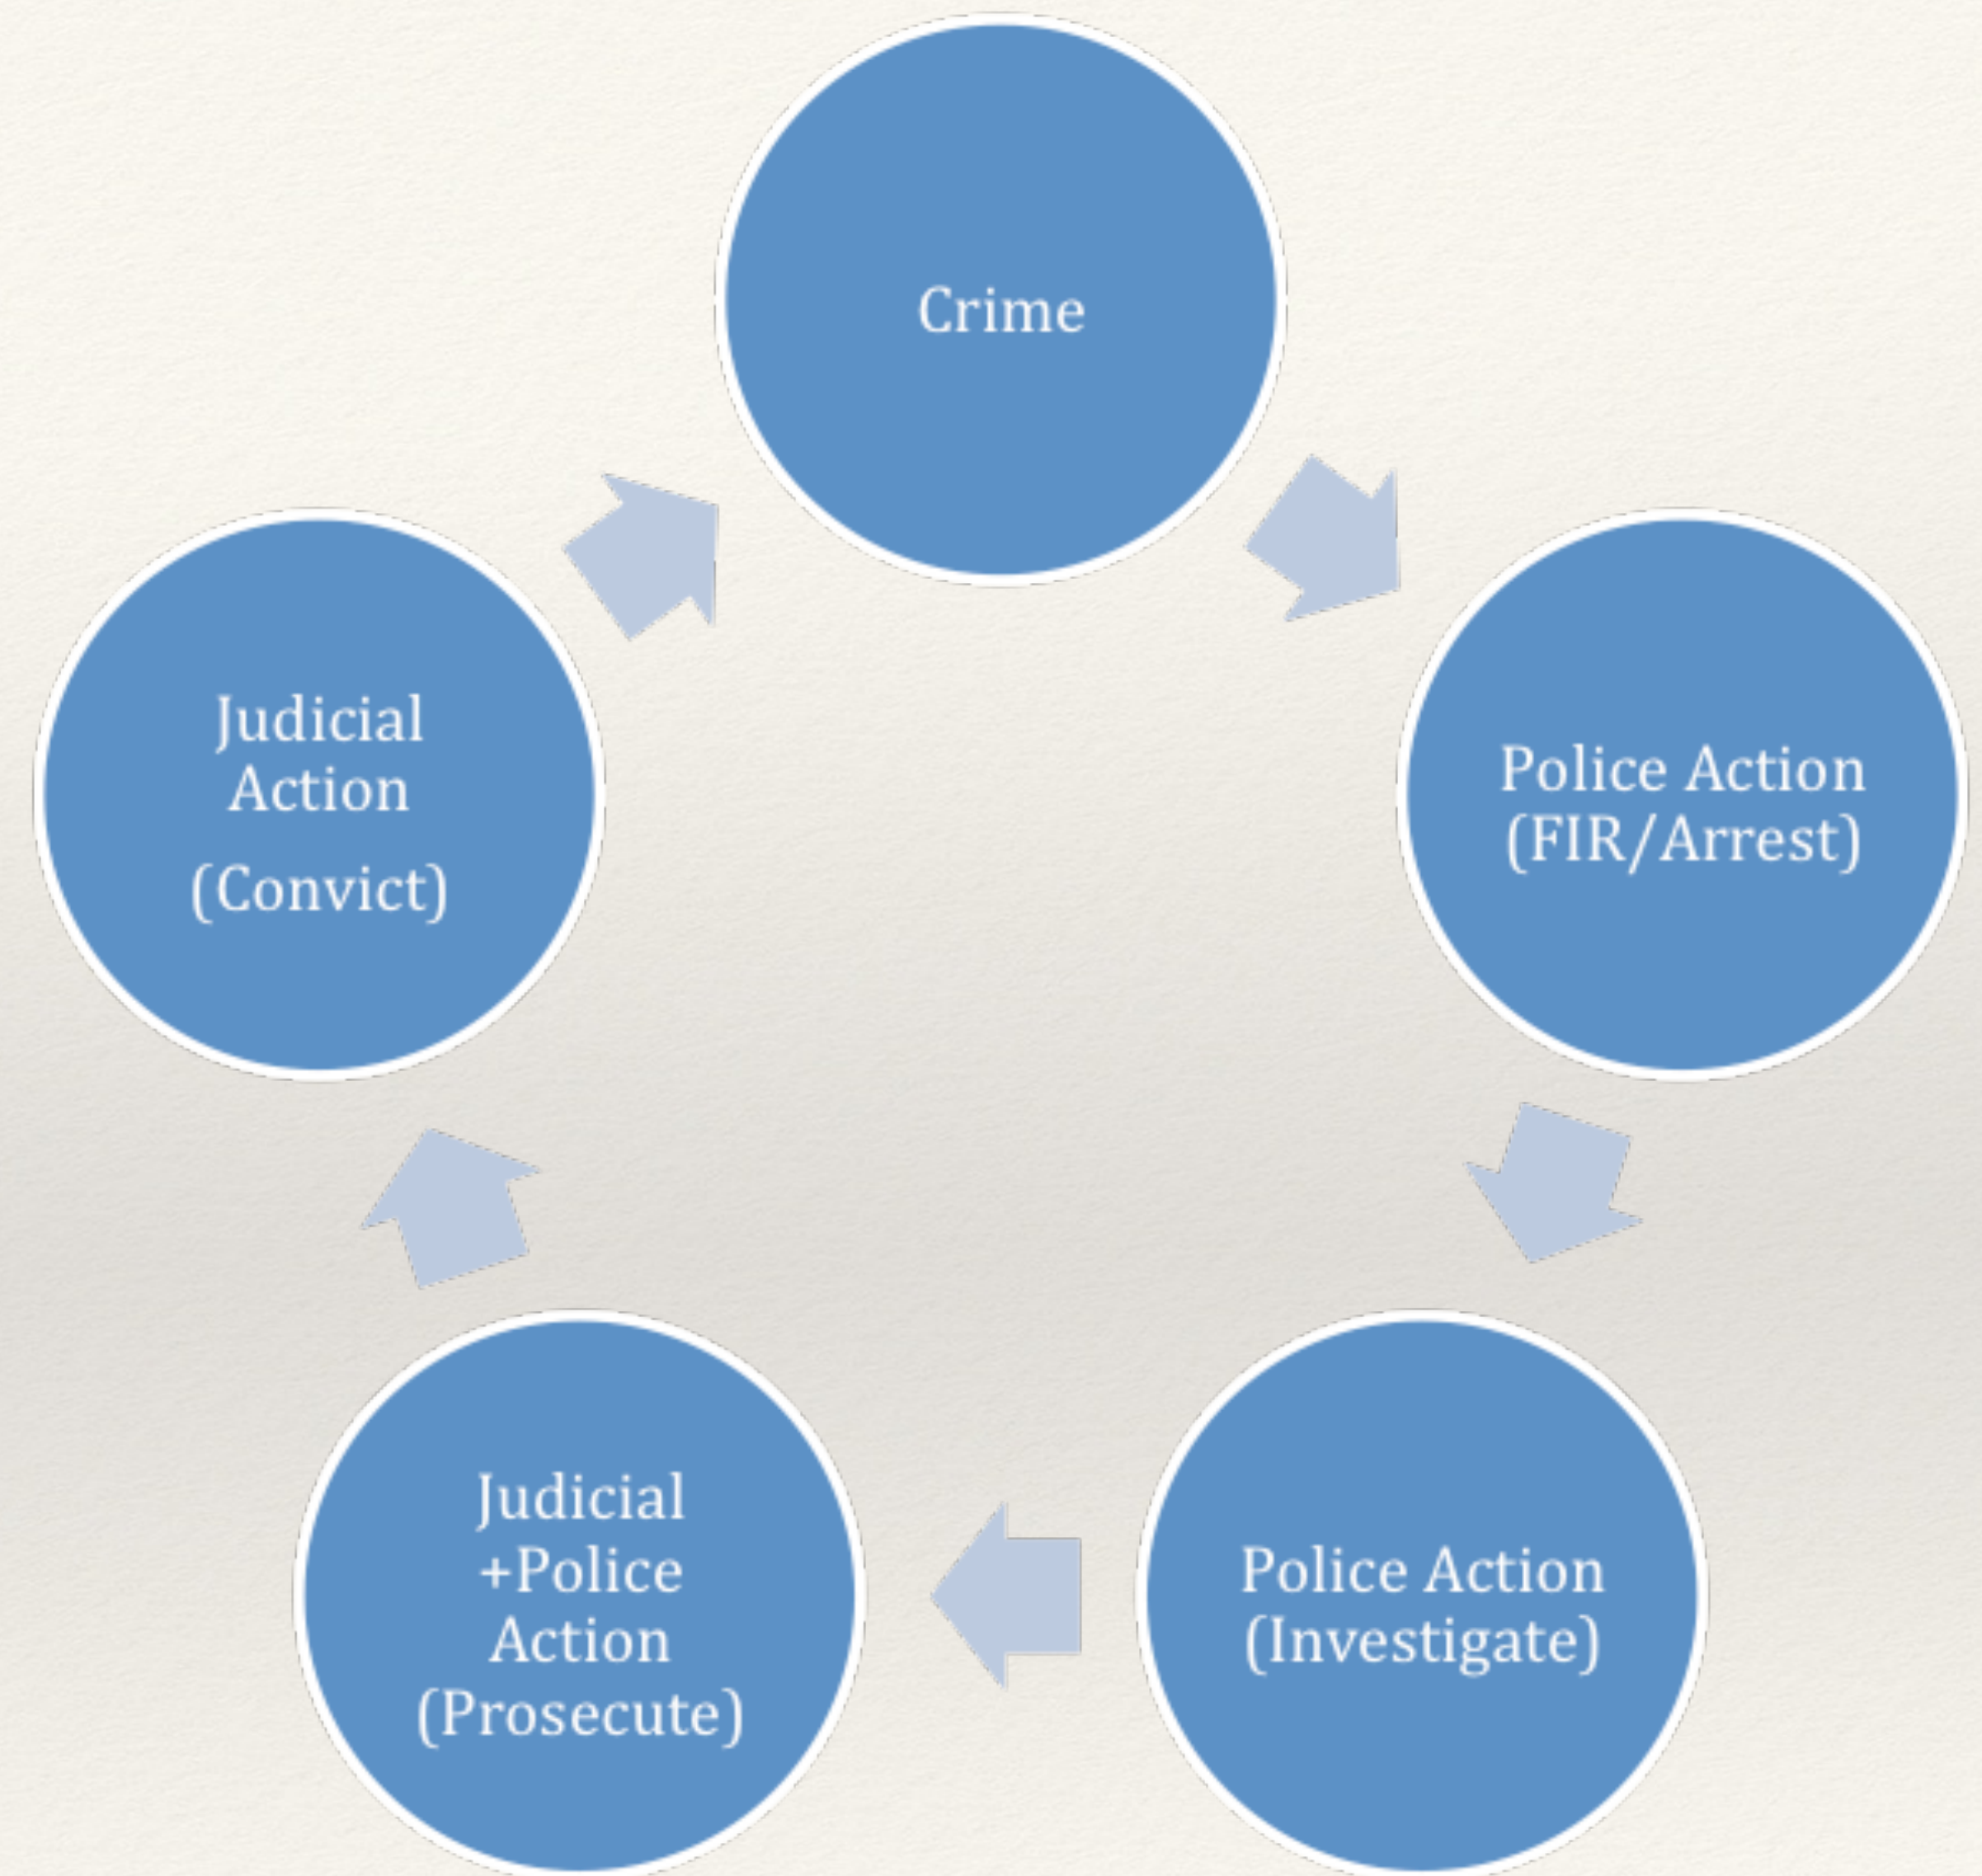 Crime
Police Action
(FIR/Arrest)
Police Action
(Investigate)
Judicial
+Police
Action
(Prosecute)
Judicial
Action
(Convict)